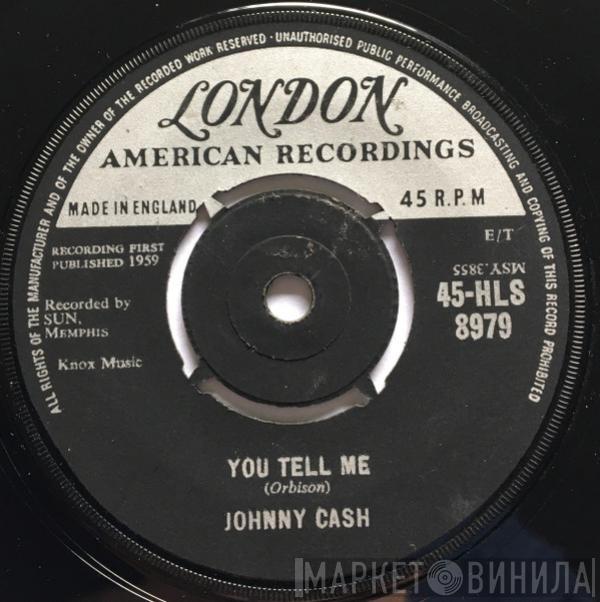 ALL RIGHTS OF THE MANUFACTURER AND OF THE OWNER OF THE RECORDED WORK RESERVED · UNAUTHORISED PUBLIC PERFORMANCE BROADCASTING AND COPYING OF THIS RECORD PROHIBITED
LONDON
AMERICAN RECORDINGS
MADE IN ENGLAND
45 R.P.M
E/T
RECORDING FIRST
PUBLISHED 1959
MSY.3855
45-HLS
8979
Recorded by
SUN,
MEMPHIS
Knox Music
YOU TELL ME
(Orbison)
JOHNNY CASH
МАРКЕТ ВИНИЛА